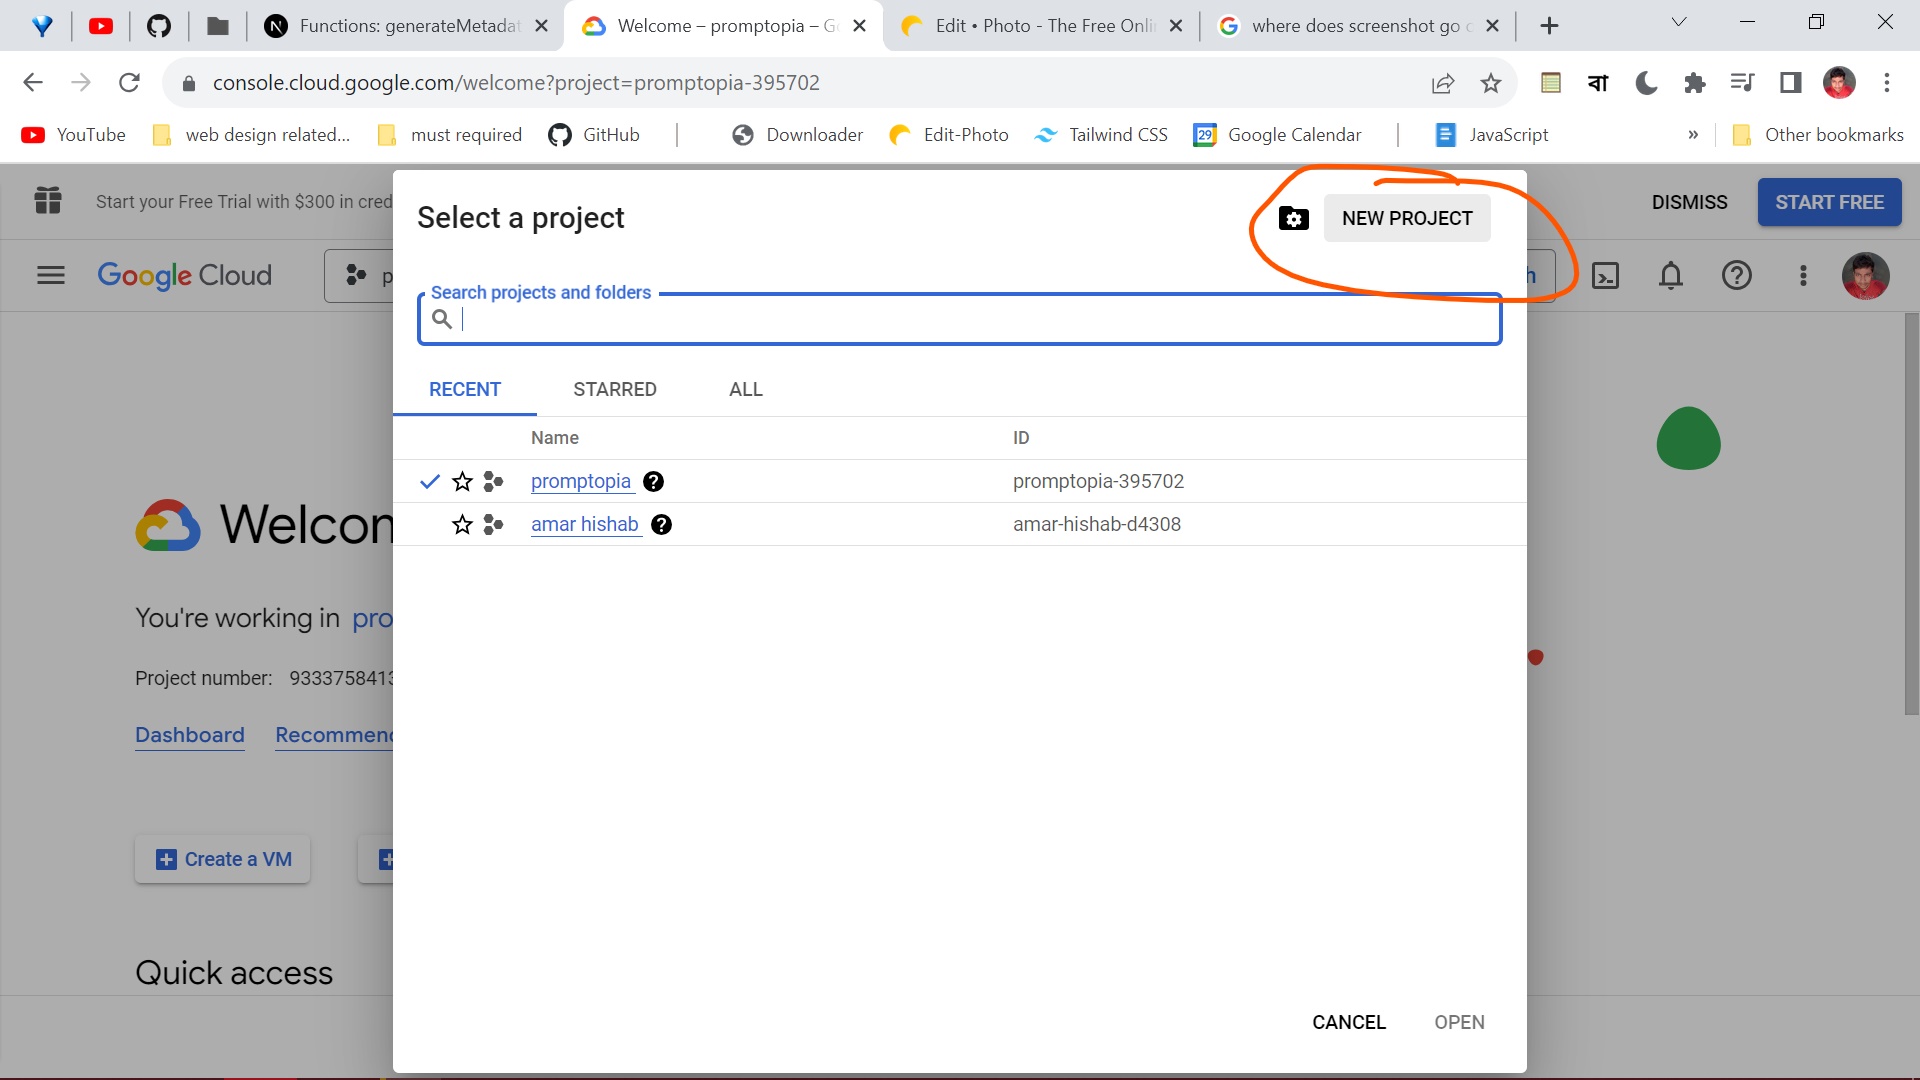 Functions: generateMetadat
Welcome – promptopia – G
Edit • Photo - The Free Onli
where does screenshot go
console.cloud.google.com/welcome?project=promptopia-395702
বা
YouTube
web design related...
must required
GitHub
Downloader
Edit-Photo
Tailwind CSS
29
Google Calendar
JavaScript
»
Other bookmarks
Start your Free Trial with $300 in cred
DISMISS
START FREE
Select a project
NEW PROJECT
Google Cloud
p
h
Search projects and folders
RECENT
STARRED
ALL
Name
ID
promptopia
promptopia-395702
amar hishab
amar-hishab-d4308
Welcom
You're working in pro
Project number: 933375841
Dashboard
Recommen
Create a VM
Quick access
CANCEL
OPEN